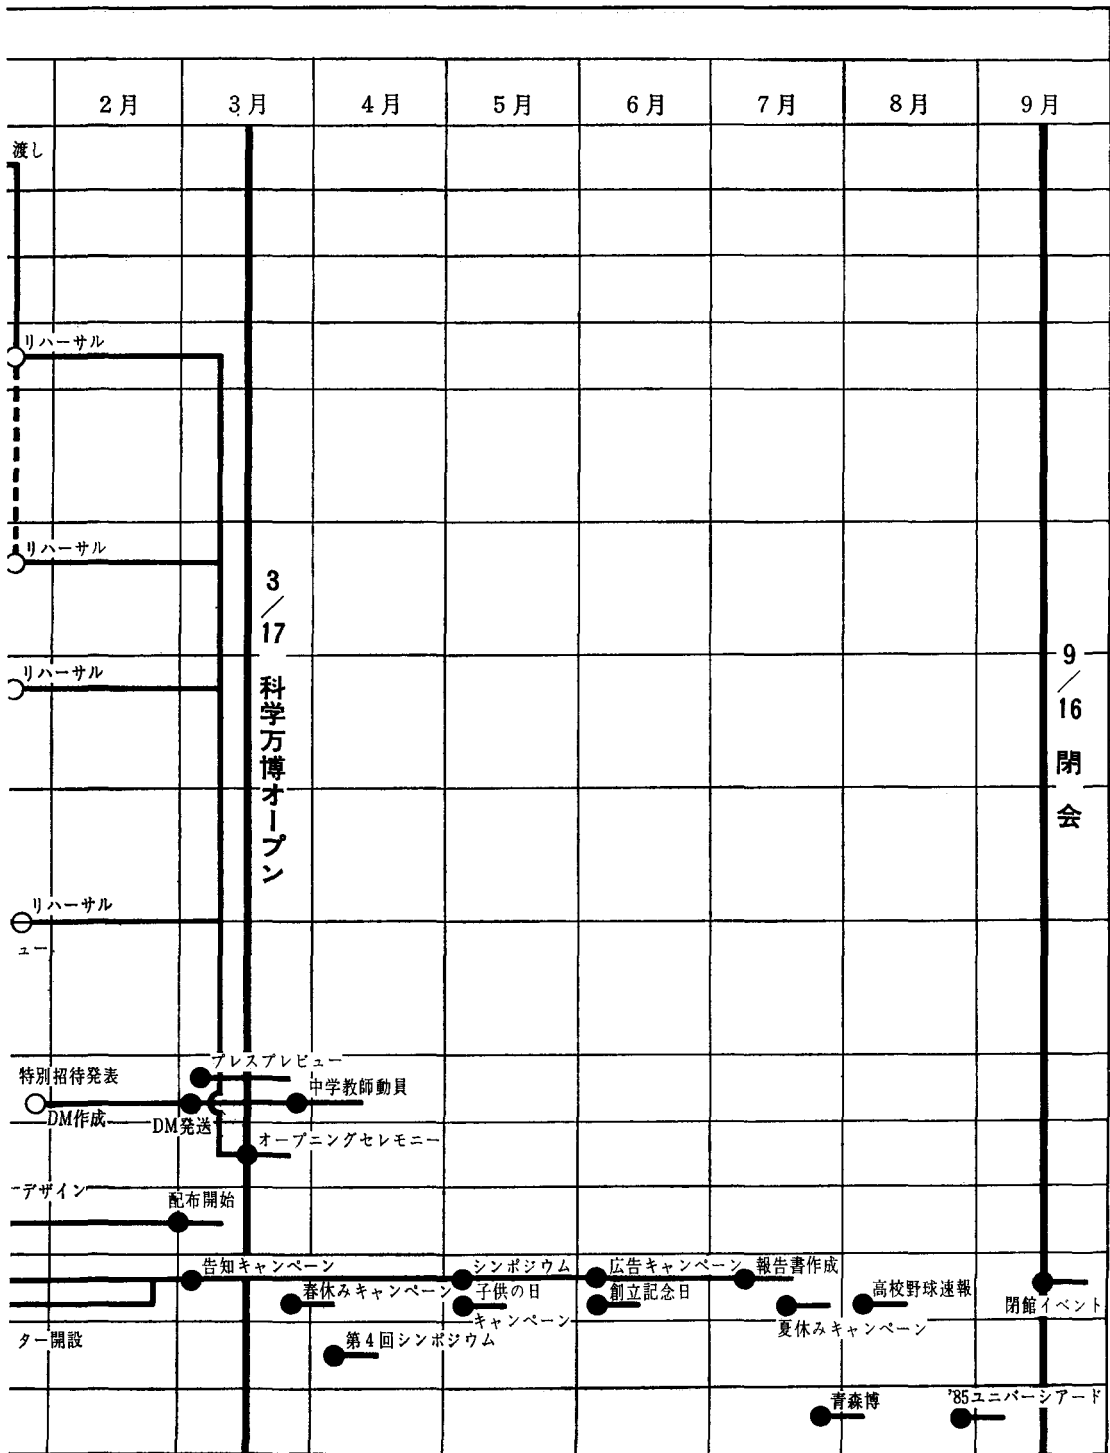 2月
3月
4月
5月
6月
7月
8月
9月
渡し
リハーサル
リハーサル
3/17 科学万博オープン
リハーサル
9/16 閉会
リハーサル
ュー
プレスプレビュー
特別招待発表
中学教師動員
DM作成
DM発送
オープニングセレモニー
デザイン
配布開始
告知キャンペーン
シンポジウム
広告キャンペーン
報告書作成
春休みキャンペーン
子供の日
キャンペーン
創立記念日
高校野球速報
閉館イベント
夏休みキャンペーン
ター開設
第4回シンポジウム
青森博
'85ユニバーシアード